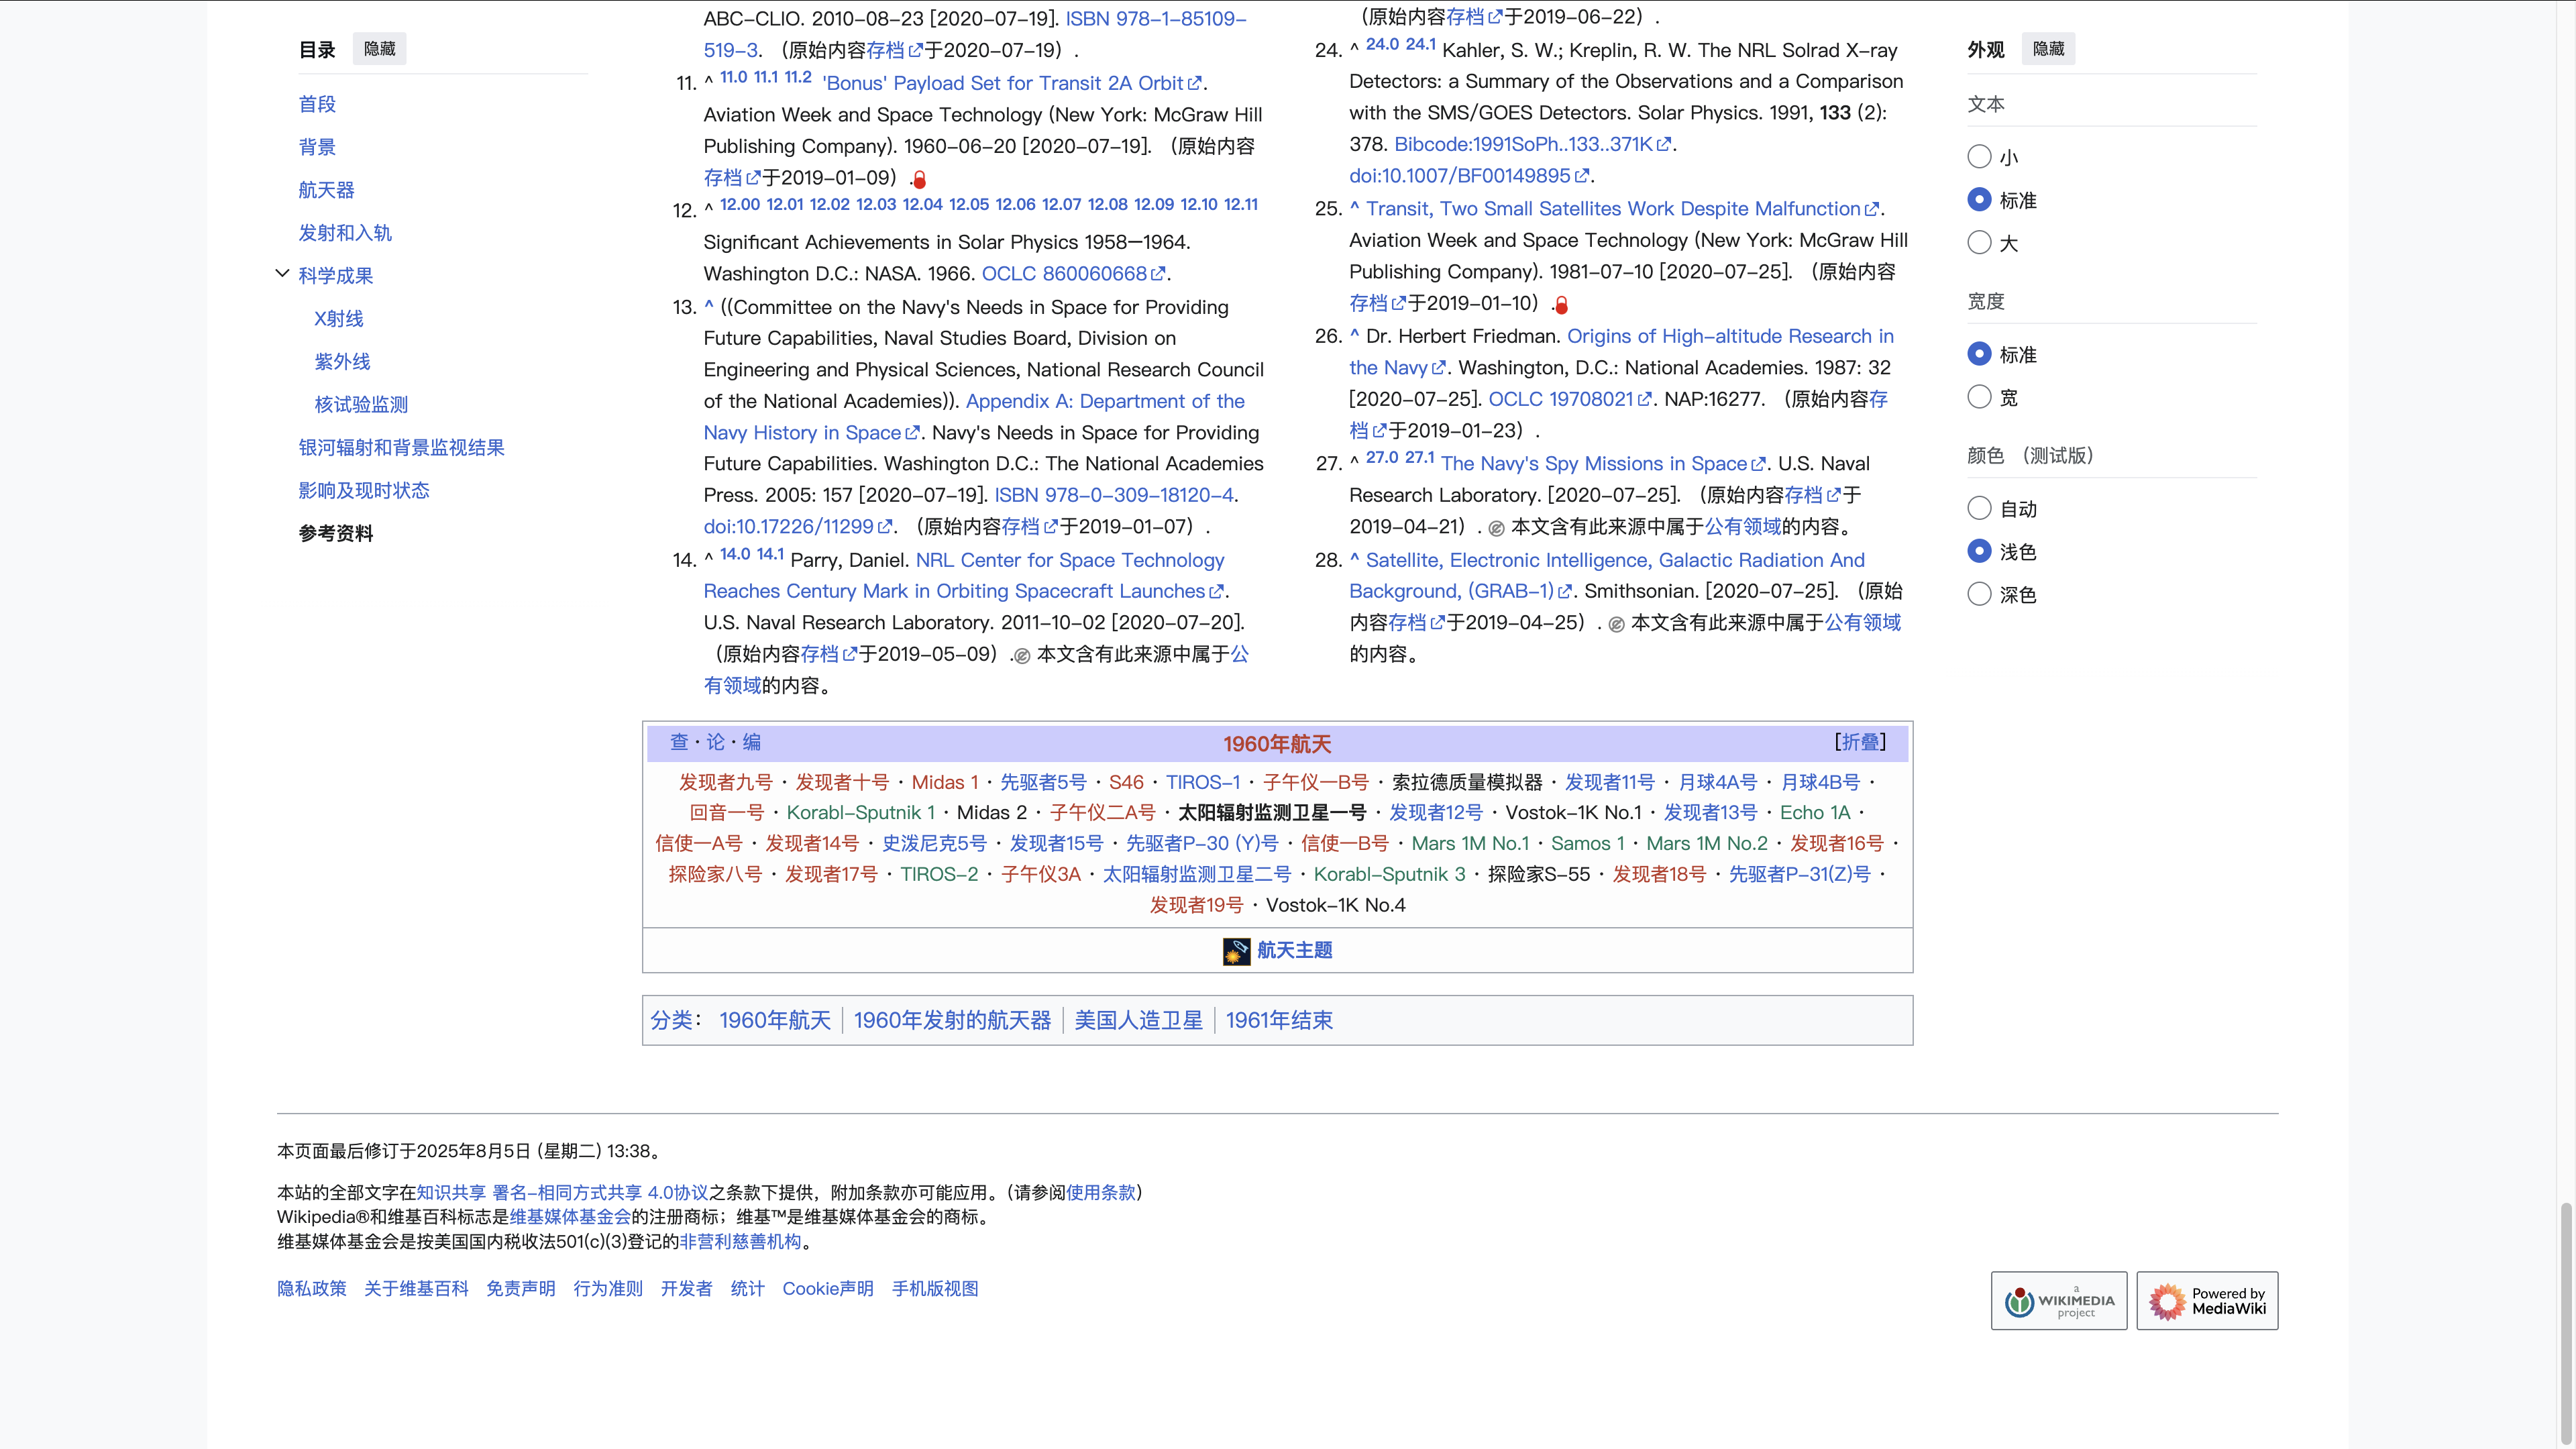 目录 隐藏
首段
背景
航天器
发射和入轨
科学成果
X射线
紫外线
核试验监测
银河辐射和背景监视结果
影响及现时状态
参考资料
ABC-CLIO. 2010-08-23 [2020-07-19]. ISBN 978-1-85109-
519-3. （原始内容存档于2020-07-19）.
11. ^ 11.0 11.1 11.2 'Bonus' Payload Set for Transit 2A Orbit.
Aviation Week and Space Technology (New York: McGraw Hill
Publishing Company). 1960-06-20 [2020-07-19]. （原始内容
存档于2019-01-09）.
12. ^ 12.00 12.01 12.02 12.03 12.04 12.05 12.06 12.07 12.08 12.09 12.10 12.11
Significant Achievements in Solar Physics 1958—1964.
Washington D.C.: NASA. 1966. OCLC 860060668.
13. ^ ((Committee on the Navy's Needs in Space for Providing
Future Capabilities, Naval Studies Board, Division on
Engineering and Physical Sciences, National Research Council
of the National Academies)). Appendix A: Department of the
Navy History in Space. Navy's Needs in Space for Providing
Future Capabilities. Washington D.C.: The National Academies
Press. 2005: 157 [2020-07-19]. ISBN 978-0-309-18120-4.
doi:10.17226/11299. （原始内容存档于2019-01-07）.
14. ^ 14.0 14.1 Parry, Daniel. NRL Center for Space Technology
Reaches Century Mark in Orbiting Spacecraft Launches.
U.S. Naval Research Laboratory. 2011-10-02 [2020-07-20].
（原始内容存档于2019-05-09）. 本文含有此来源中属于公
有领域的内容。
（原始内容存档于2019-06-22）.
24. ^ 24.0 24.1 Kahler, S. W.; Kreplin, R. W. The NRL Solrad X-ray
Detectors: a Summary of the Observations and a Comparison
with the SMS/GOES Detectors. Solar Physics. 1991, 133 (2):
378. Bibcode:1991SoPh..133..371K.
doi:10.1007/BF00149895.
25. ^ Transit, Two Small Satellites Work Despite Malfunction.
Aviation Week and Space Technology (New York: McGraw Hill
Publishing Company). 1981-07-10 [2020-07-25]. （原始内容
存档于2019-01-10）.
26. ^ Dr. Herbert Friedman. Origins of High-altitude Research in
the Navy. Washington, D.C.: National Academies. 1987: 32
[2020-07-25]. OCLC 19708021. NAP:16277. （原始内容存
档于2019-01-23）.
27. ^ 27.0 27.1 The Navy's Spy Missions in Space. U.S. Naval
Research Laboratory. [2020-07-25]. （原始内容存档于
2019-04-21）. 本文含有此来源中属于公有领域的内容。
28. ^ Satellite, Electronic Intelligence, Galactic Radiation And
Background, (GRAB-1). Smithsonian. [2020-07-25]. （原始
内容存档于2019-04-25）. 本文含有此来源中属于公有领域
的内容。
外观 隐藏
文本
小
标准
大
宽度
标准
宽
颜色 （测试版）
自动
浅色
深色
查·论·编 1960年航天 [折叠]
发现者九号 · 发现者十号 · Midas 1 · 先驱者5号 · S46 · TIROS-1 · 子午仪一B号 · 索拉德质量模拟器 · 发现者11号 · 月球4A号 · 月球4B号 ·
回音一号 · Korabl-Sputnik 1 · Midas 2 · 子午仪二A号 · 太阳辐射监测卫星一号 · 发现者12号 · Vostok-1K No.1 · 发现者13号 · Echo 1A ·
信使一A号 · 发现者14号 · 史泼尼克5号 · 发现者15号 · 先驱者P-30 (Y)号 · 信使一B号 · Mars 1M No.1 · Samos 1 · Mars 1M No.2 · 发现者16号 ·
探险家八号 · 发现者17号 · TIROS-2 · 子午仪3A · 太阳辐射监测卫星二号 · Korabl-Sputnik 3 · 探险家S-55 · 发现者18号 · 先驱者P-31(Z)号 ·
发现者19号 · Vostok-1K No.4
航天主题
分类： 1960年航天 | 1960年发射的航天器 | 美国人造卫星 | 1961年结束
本页面最后修订于2025年8月5日 (星期二) 13:38。
本站的全部文字在知识共享 署名-相同方式共享 4.0协议之条款下提供，附加条款亦可能应用。（请参阅使用条款）
Wikipedia®和维基百科标志是维基媒体基金会的注册商标；维基™是维基媒体基金会的商标。
维基媒体基金会是按美国国内税收法501(c)(3)登记的非营利慈善机构。
隐私政策 关于维基百科 免责声明 行为准则 开发者 统计 Cookie声明 手机版视图
a
WIKIMEDIA
project
Powered by
MediaWiki